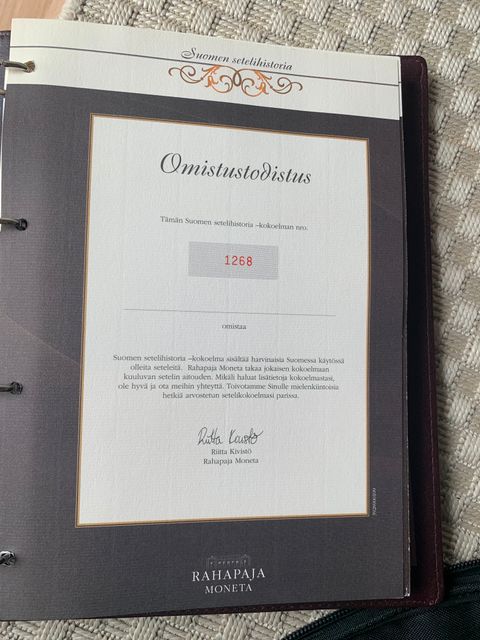 Suomen setelihistoria
Omistustodistus
Tämän Suomen setelihistoria –kokoelman nro.
1268
omistaa
Suomen setelihistoria –kokoelma sisältää harvinaisia Suomessa käytössä
olleita seteleitä. Rahapaja Moneta takaa jokaisen kokoelmaan
kuuluvan setelin aitouden. Mikäli haluat lisätietoja kokoelmastasi,
ole hyvä ja ota meihin yhteyttä. Toivotamme Sinulle mielenkiintoisia
hetkiä arvostetun setelikokoelmasi parissa.
Riitta Kivistö
Riitta Kivistö
Rahapaja Moneta
RAHAPAJA
MONETA